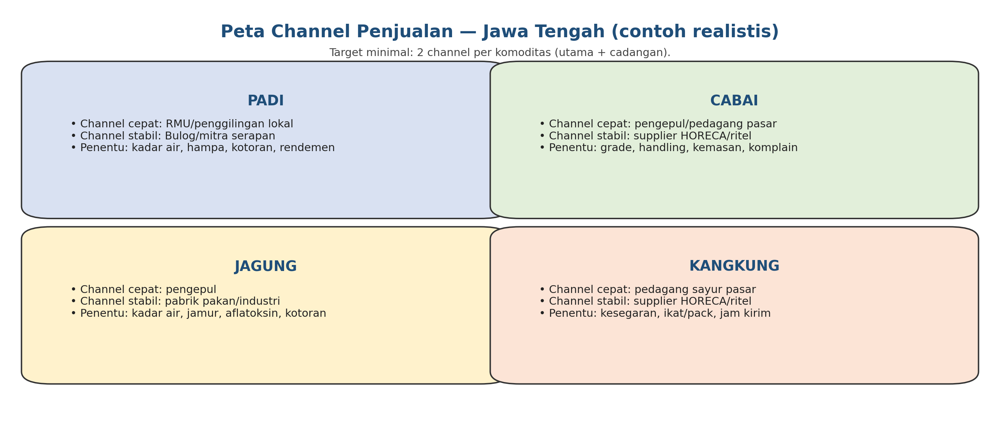 Peta Channel Penjualan — Jawa Tengah (contoh realistis)
Target minimal: 2 channel per komoditas (utama + cadangan).
PADI
• Channel cepat: RMU/penggilingan lokal
• Channel stabil: Bulog/mitra serapan
• Penentu: kadar air, hampa, kotoran, rendemen
CABAI
• Channel cepat: pengepul/pedagang pasar
• Channel stabil: supplier HORECA/ritel
• Penentu: grade, handling, kemasan, komplain
JAGUNG
• Channel cepat: pengepul
• Channel stabil: pabrik pakan/industri
• Penentu: kadar air, jamur, aflatoksin, kotoran
KANGKUNG
• Channel cepat: pedagang sayur pasar
• Channel stabil: supplier HORECA/ritel
• Penentu: kesegaran, ikat/pack, jam kirim